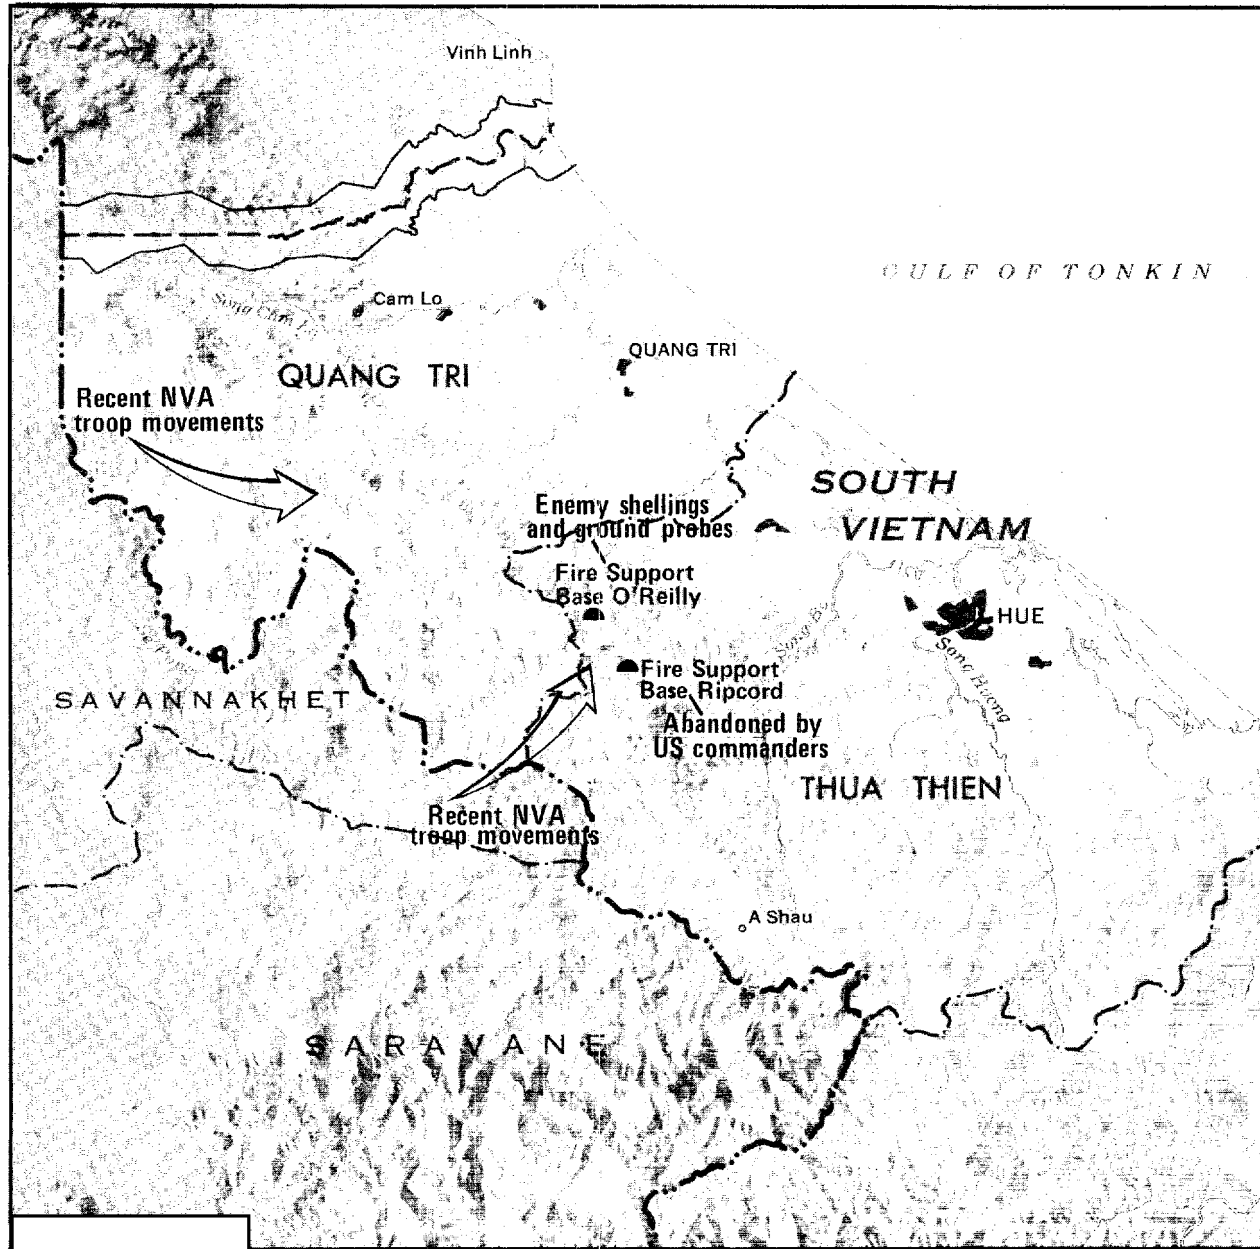 Vinh Linh
GULF OF TONKIN
Cam Lo
QUANG TRI
QUANG TRI
Recent NVA
troop movements
SOUTH
VIETNAM
Enemy shellings
and ground probes
Fire Support
Base O'Reilly
HUE
Song Huong
Fire Support
Base Ripcord
Abandoned by
US commanders
SAVANNAKHET
THUA THIEN
Recent NVA
troop movements
A Shau
SARAVANE